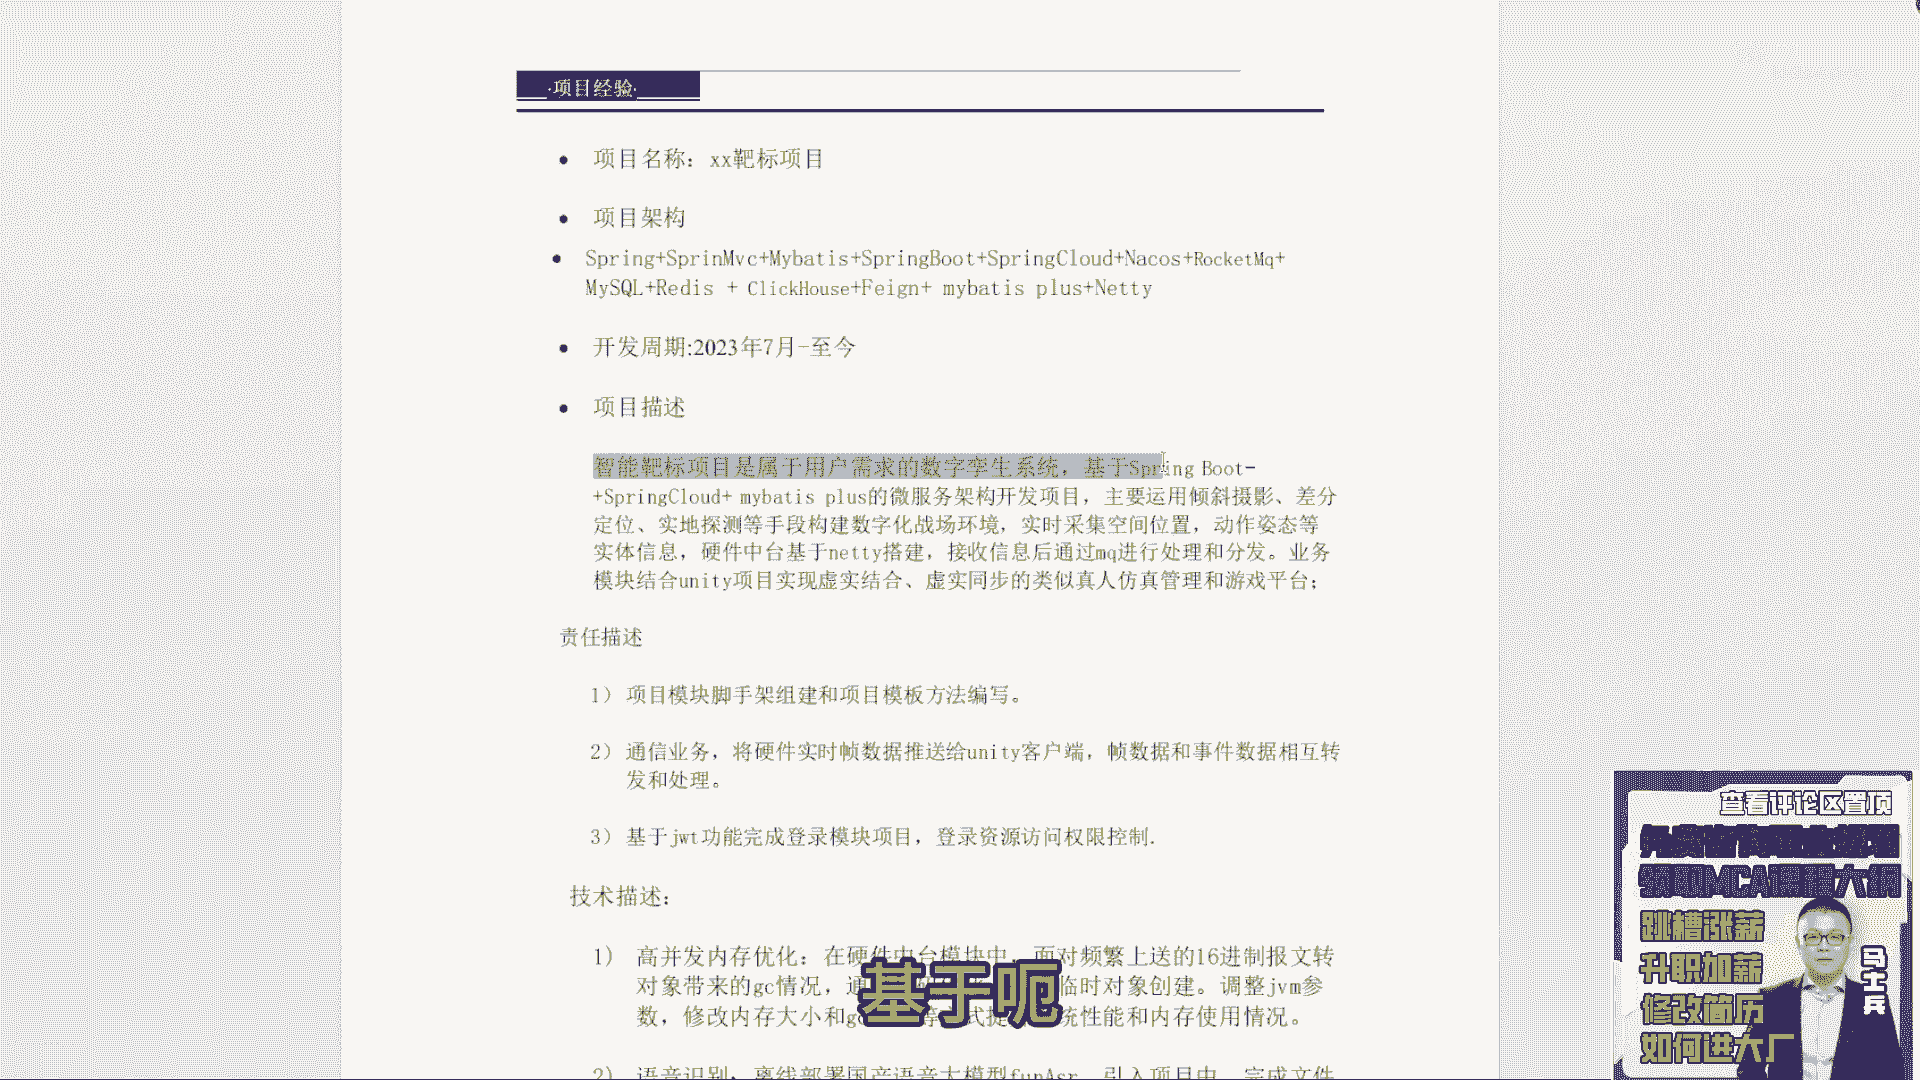 ·项目经验·
项目名称：xx靶标项目
项目架构
Spring+SprinMvc+Mybatis+SpringBoot+SpringCloud+Nacos+RocketMq+
MySQL+Redis + ClickHouse+Feign+ mybatis plus+Netty
开发周期:2023年7月-至今
项目描述
智能靶标项目是属于用户需求的数字孪生系统，基于Spring Boot-
+SpringCloud+ mybatis plus的微服务架构开发项目，主要运用倾斜摄影、差分
定位、实地探测等手段构建数字化战场环境，实时采集空间位置，动作姿态等
实体信息，硬件中台基于netty搭建，接收信息后通过mq进行处理和分发。业务
模块结合unity项目实现虚实结合、虚实同步的类似真人仿真管理和游戏平台；
责任描述
1） 项目模块脚手架组建和项目模板方法编写。
2） 通信业务，将硬件实时帧数据推送给unity客户端，帧数据和事件数据相互转
发和处理。
3） 基于jwt功能完成登录模块项目，登录资源访问权限控制.
技术描述：
1） 高并发内存优化：在硬件中台模块中，面对频繁上送的16进制报文转
对象带来的gc情况，通 临时对象创建。调整jvm参
数，修改内存大小和g 等 式提 统性能和内存使用情况。
2） 语音识别，离线部署国产语音大模型funAsr，引入项目中，完成文件
基于呃
查看评论区置顶
跳槽涨薪
升职加薪
修改简历
如何进大厂
马士兵